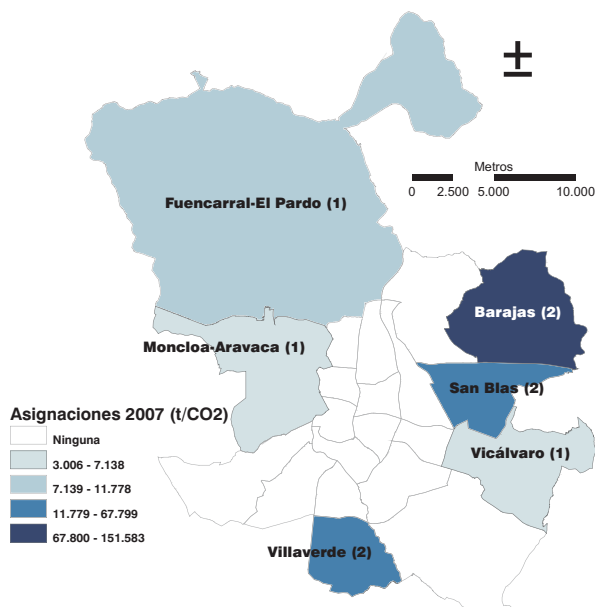 ±
Metros
0 2.500 5.000 10.000
Fuencarral-El Pardo (1)
Barajas (2)
Moncloa-Aravaca (1)
San Blas (2)
Asignaciones 2007 (t/CO2)
Ninguna
3.006 - 7.138
7.139 - 11.778
11.779 - 67.799
67.800 - 151.583
Vicálvaro (1)
Villaverde (2)